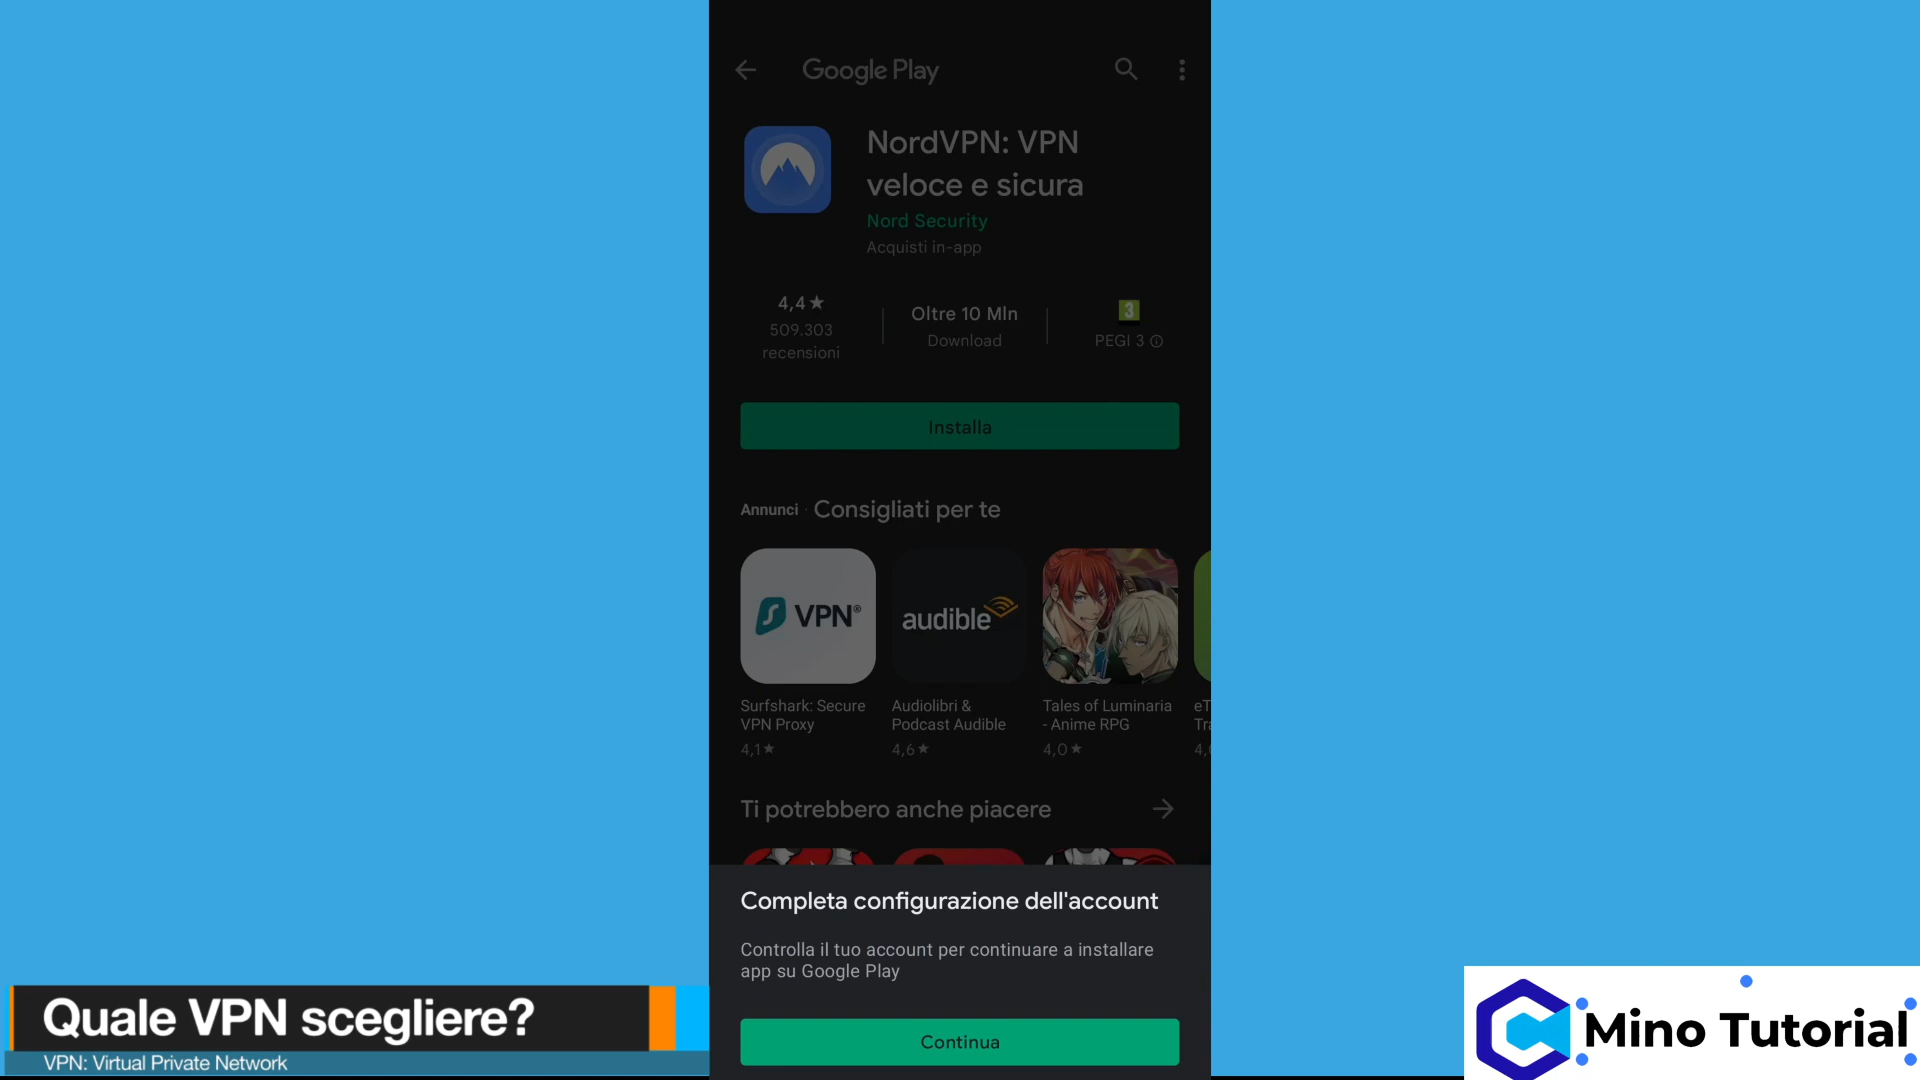 Google Play
NordVPN: VPN
veloce e sicura
Nord Security
Acquisti in-app
4,4★
509.303
recensioni
Oltre 10 Mln
Download
3
PEGI 3
Installa
Annunci · Consigliati per te
VPN®
audible
Surfshark: Secure
VPN Proxy
4,1★
Audiolibri &
Podcast Audible
4,6★
Tales of Luminaria
- Anime RPG
4,0★
eT
Tra
4,
Ti potrebbero anche piacere
Completa configurazione dell'account
Controlla il tuo account per continuare a installare
app su Google Play
Continua
Quale VPN scegliere?
VPN: Virtual Private Network
Mino Tutorial